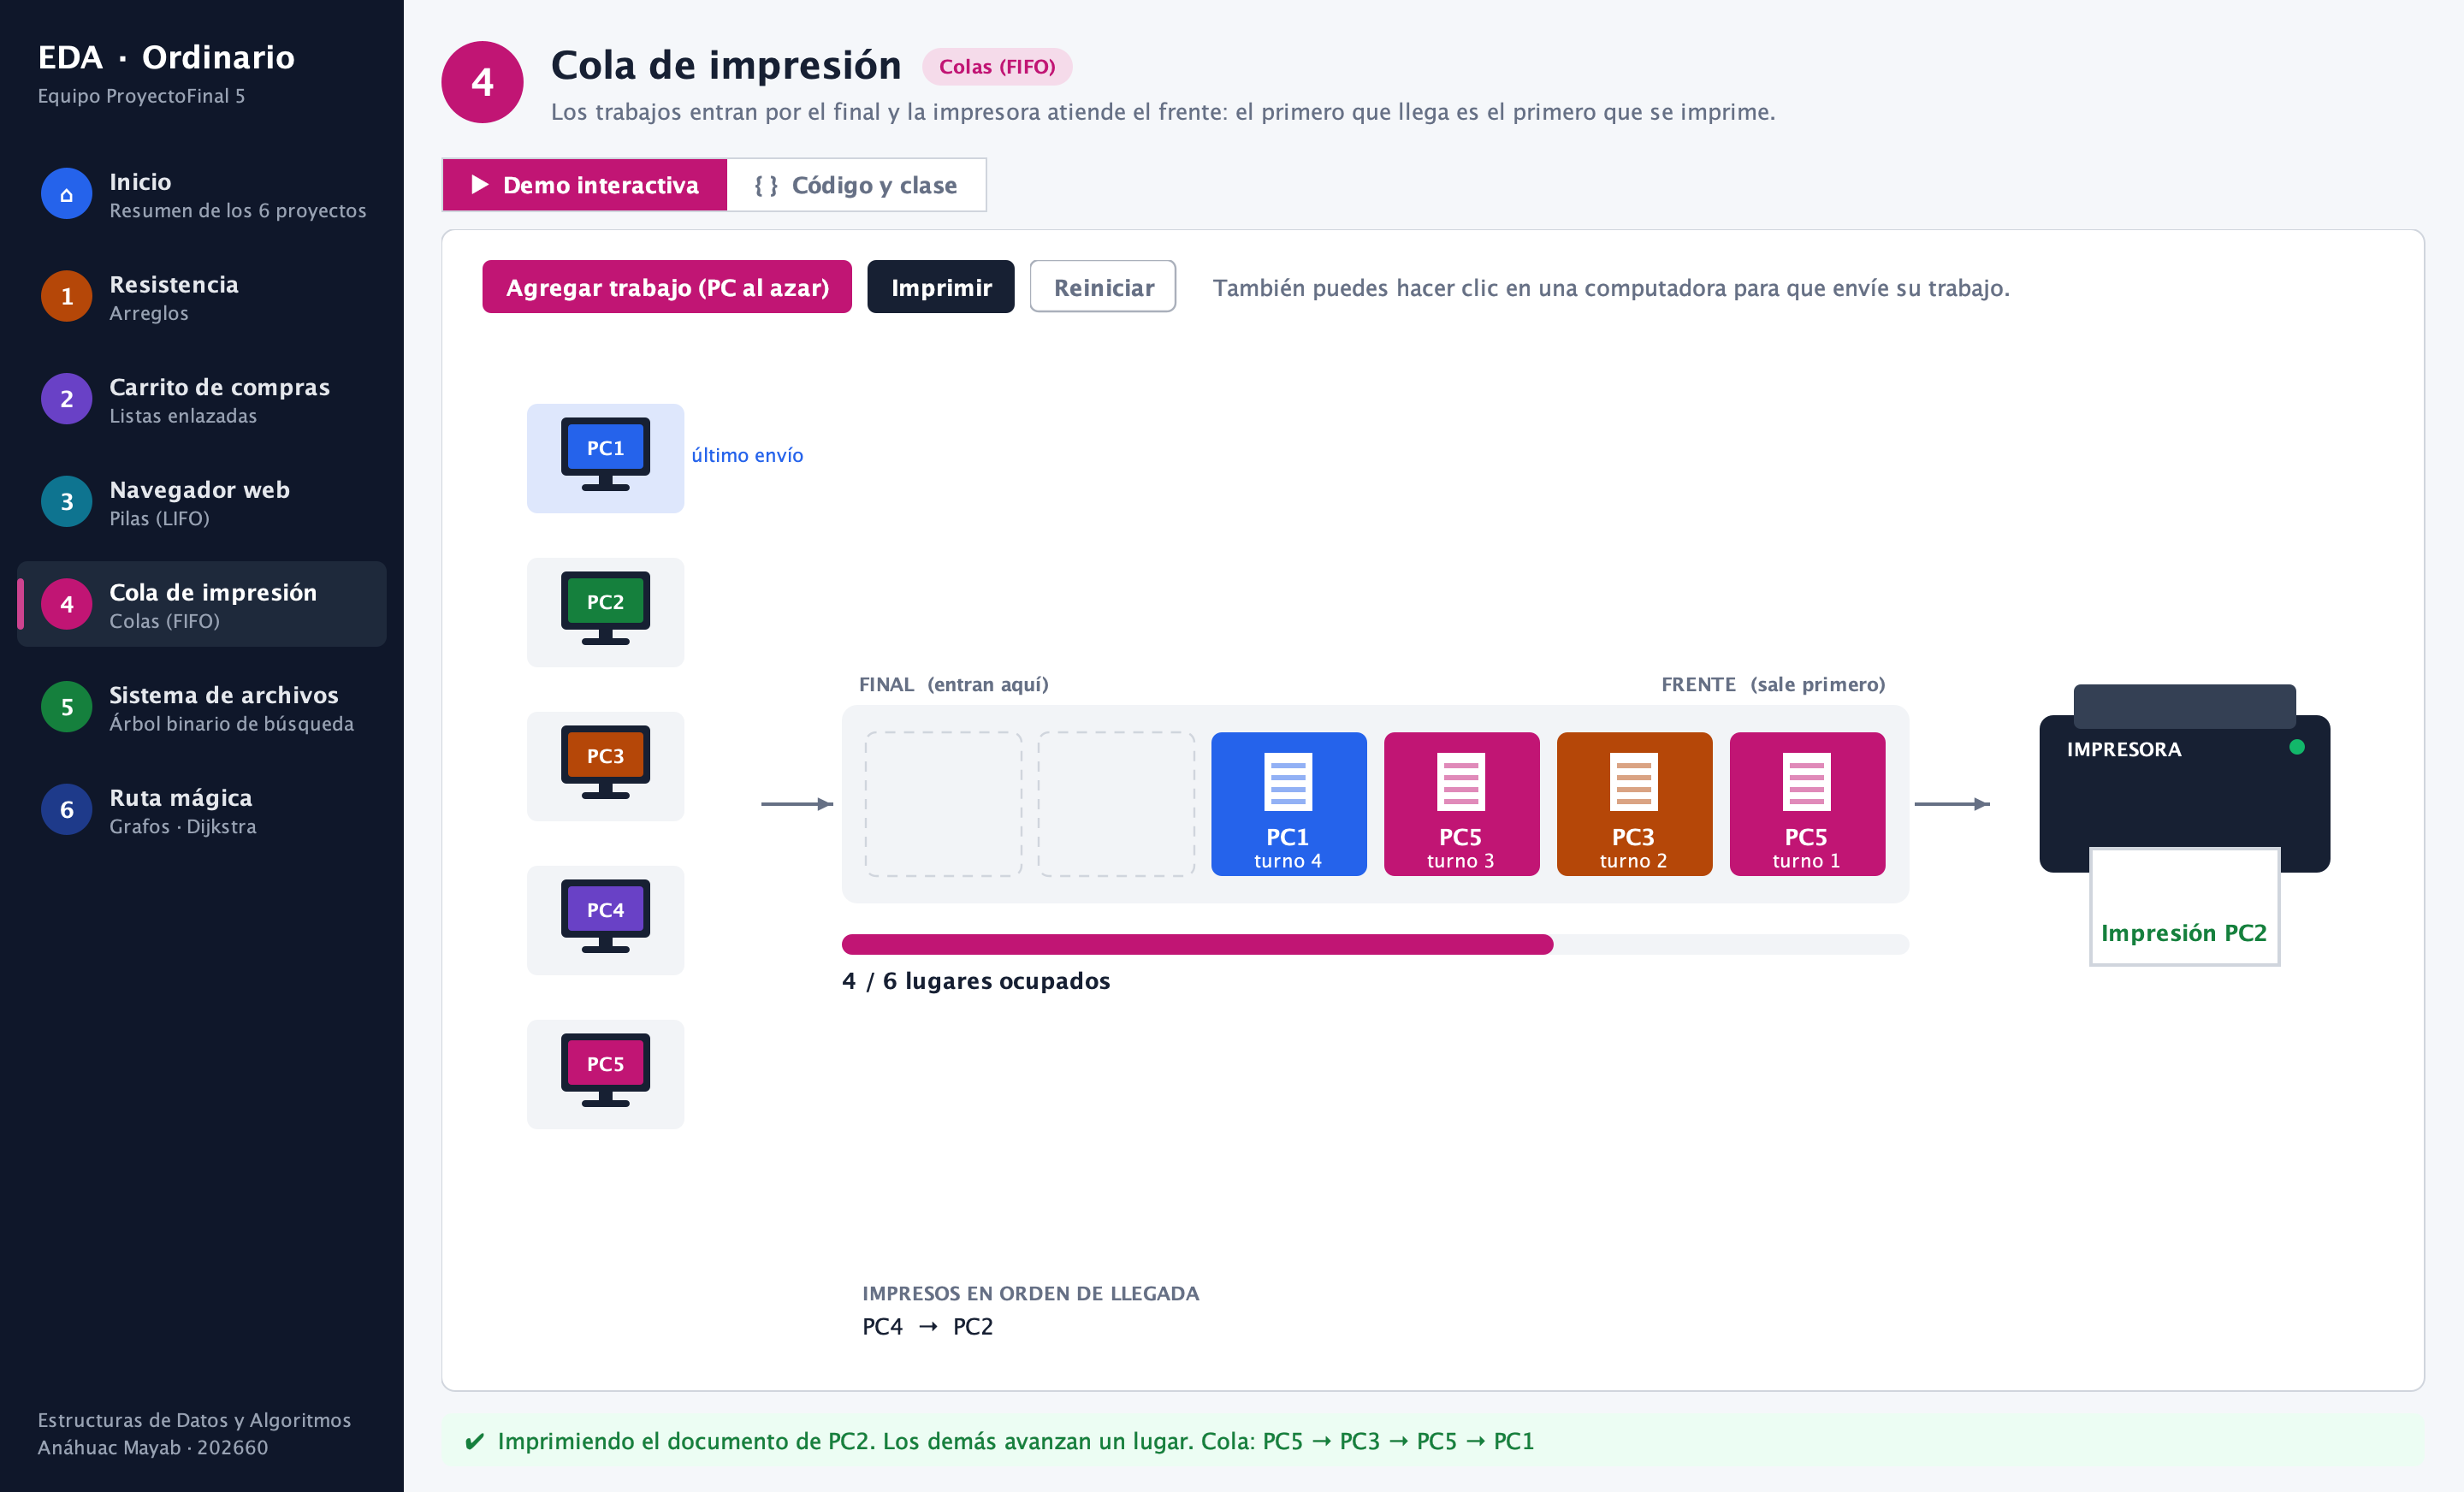 EDA · Ordinario
Equipo ProyectoFinal 5
Inicio
Resumen de los 6 proyectos
1
Resistencia
Arreglos
2
Carrito de compras
Listas enlazadas
3
Navegador web
Pilas (LIFO)
4
Cola de impresión
Colas (FIFO)
5
Sistema de archivos
Árbol binario de búsqueda
6
Ruta mágica
Grafos · Dijkstra
Estructuras de Datos y Algoritmos
Anáhuac Mayab · 202660
4
Cola de impresión
Colas (FIFO)
Los trabajos entran por el final y la impresora atiende el frente: el primero que llega es el primero que se imprime.
▶ Demo interactiva
{ } Código y clase
Agregar trabajo (PC al azar)
Imprimir
Reiniciar
También puedes hacer clic en una computadora para que envíe su trabajo.
PC1
último envío
PC2
PC3
PC4
PC5
FINAL (entran aquí)
FRENTE (sale primero)
PC1
turno 4
PC5
turno 3
PC3
turno 2
PC5
turno 1
4 / 6 lugares ocupados
IMPRESORA
Impresión PC2
IMPRESOS EN ORDEN DE LLEGADA
PC4 → PC2
✔ Imprimiendo el documento de PC2. Los demás avanzan un lugar. Cola: PC5 → PC3 → PC5 → PC1